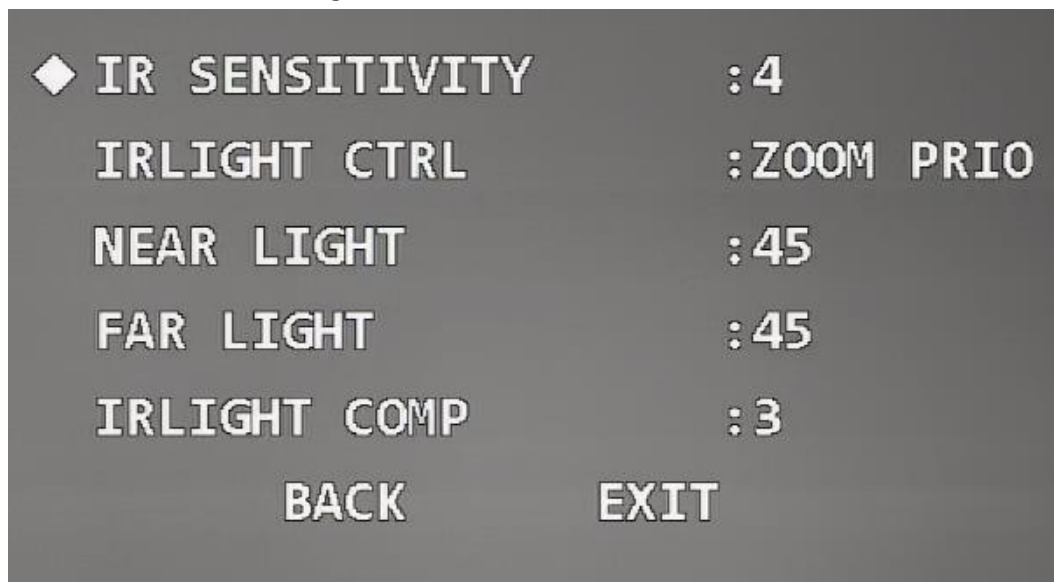 IR SENSITIVITY :4
IRLIGHT CTRL :ZOOM PRIO
NEAR LIGHT :45
FAR LIGHT :45
IRLIGHT COMP :3
BACK EXIT